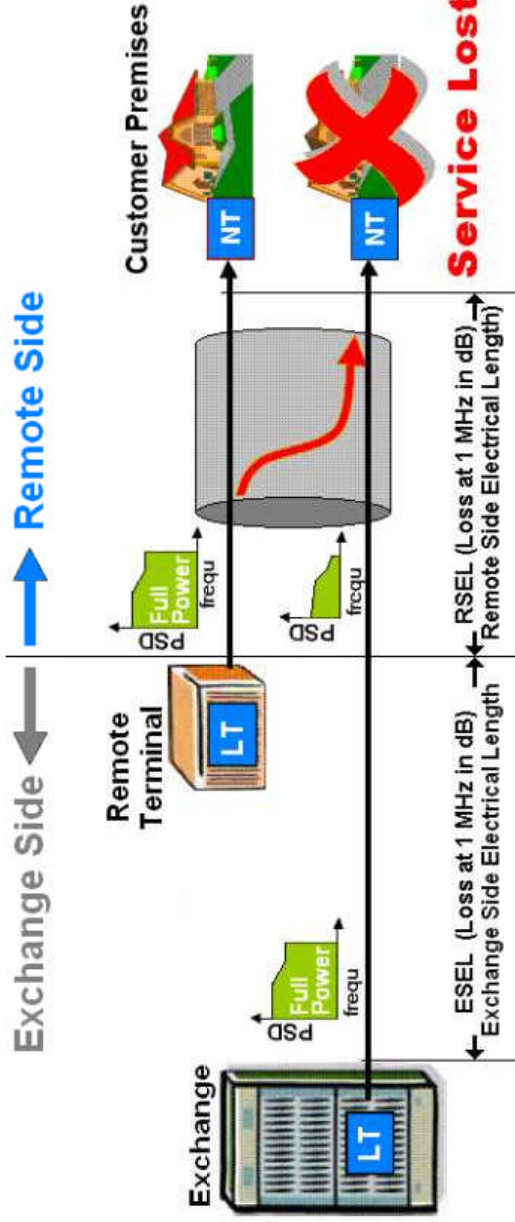 Exchange Side
Remote Side
Customer Premises
Remote
Terminal
LT
PSD
Full
Power
frequ
NT
Exchange
LT
PSD
Full
Power
frequ
PSD
frcqu
NT
Service Lost
ESEL (Loss at 1 MHz in dB)
Exchange Side Electrical Length
RSEL (Loss at 1 MHz in dB)
Remote Side Electrical Length